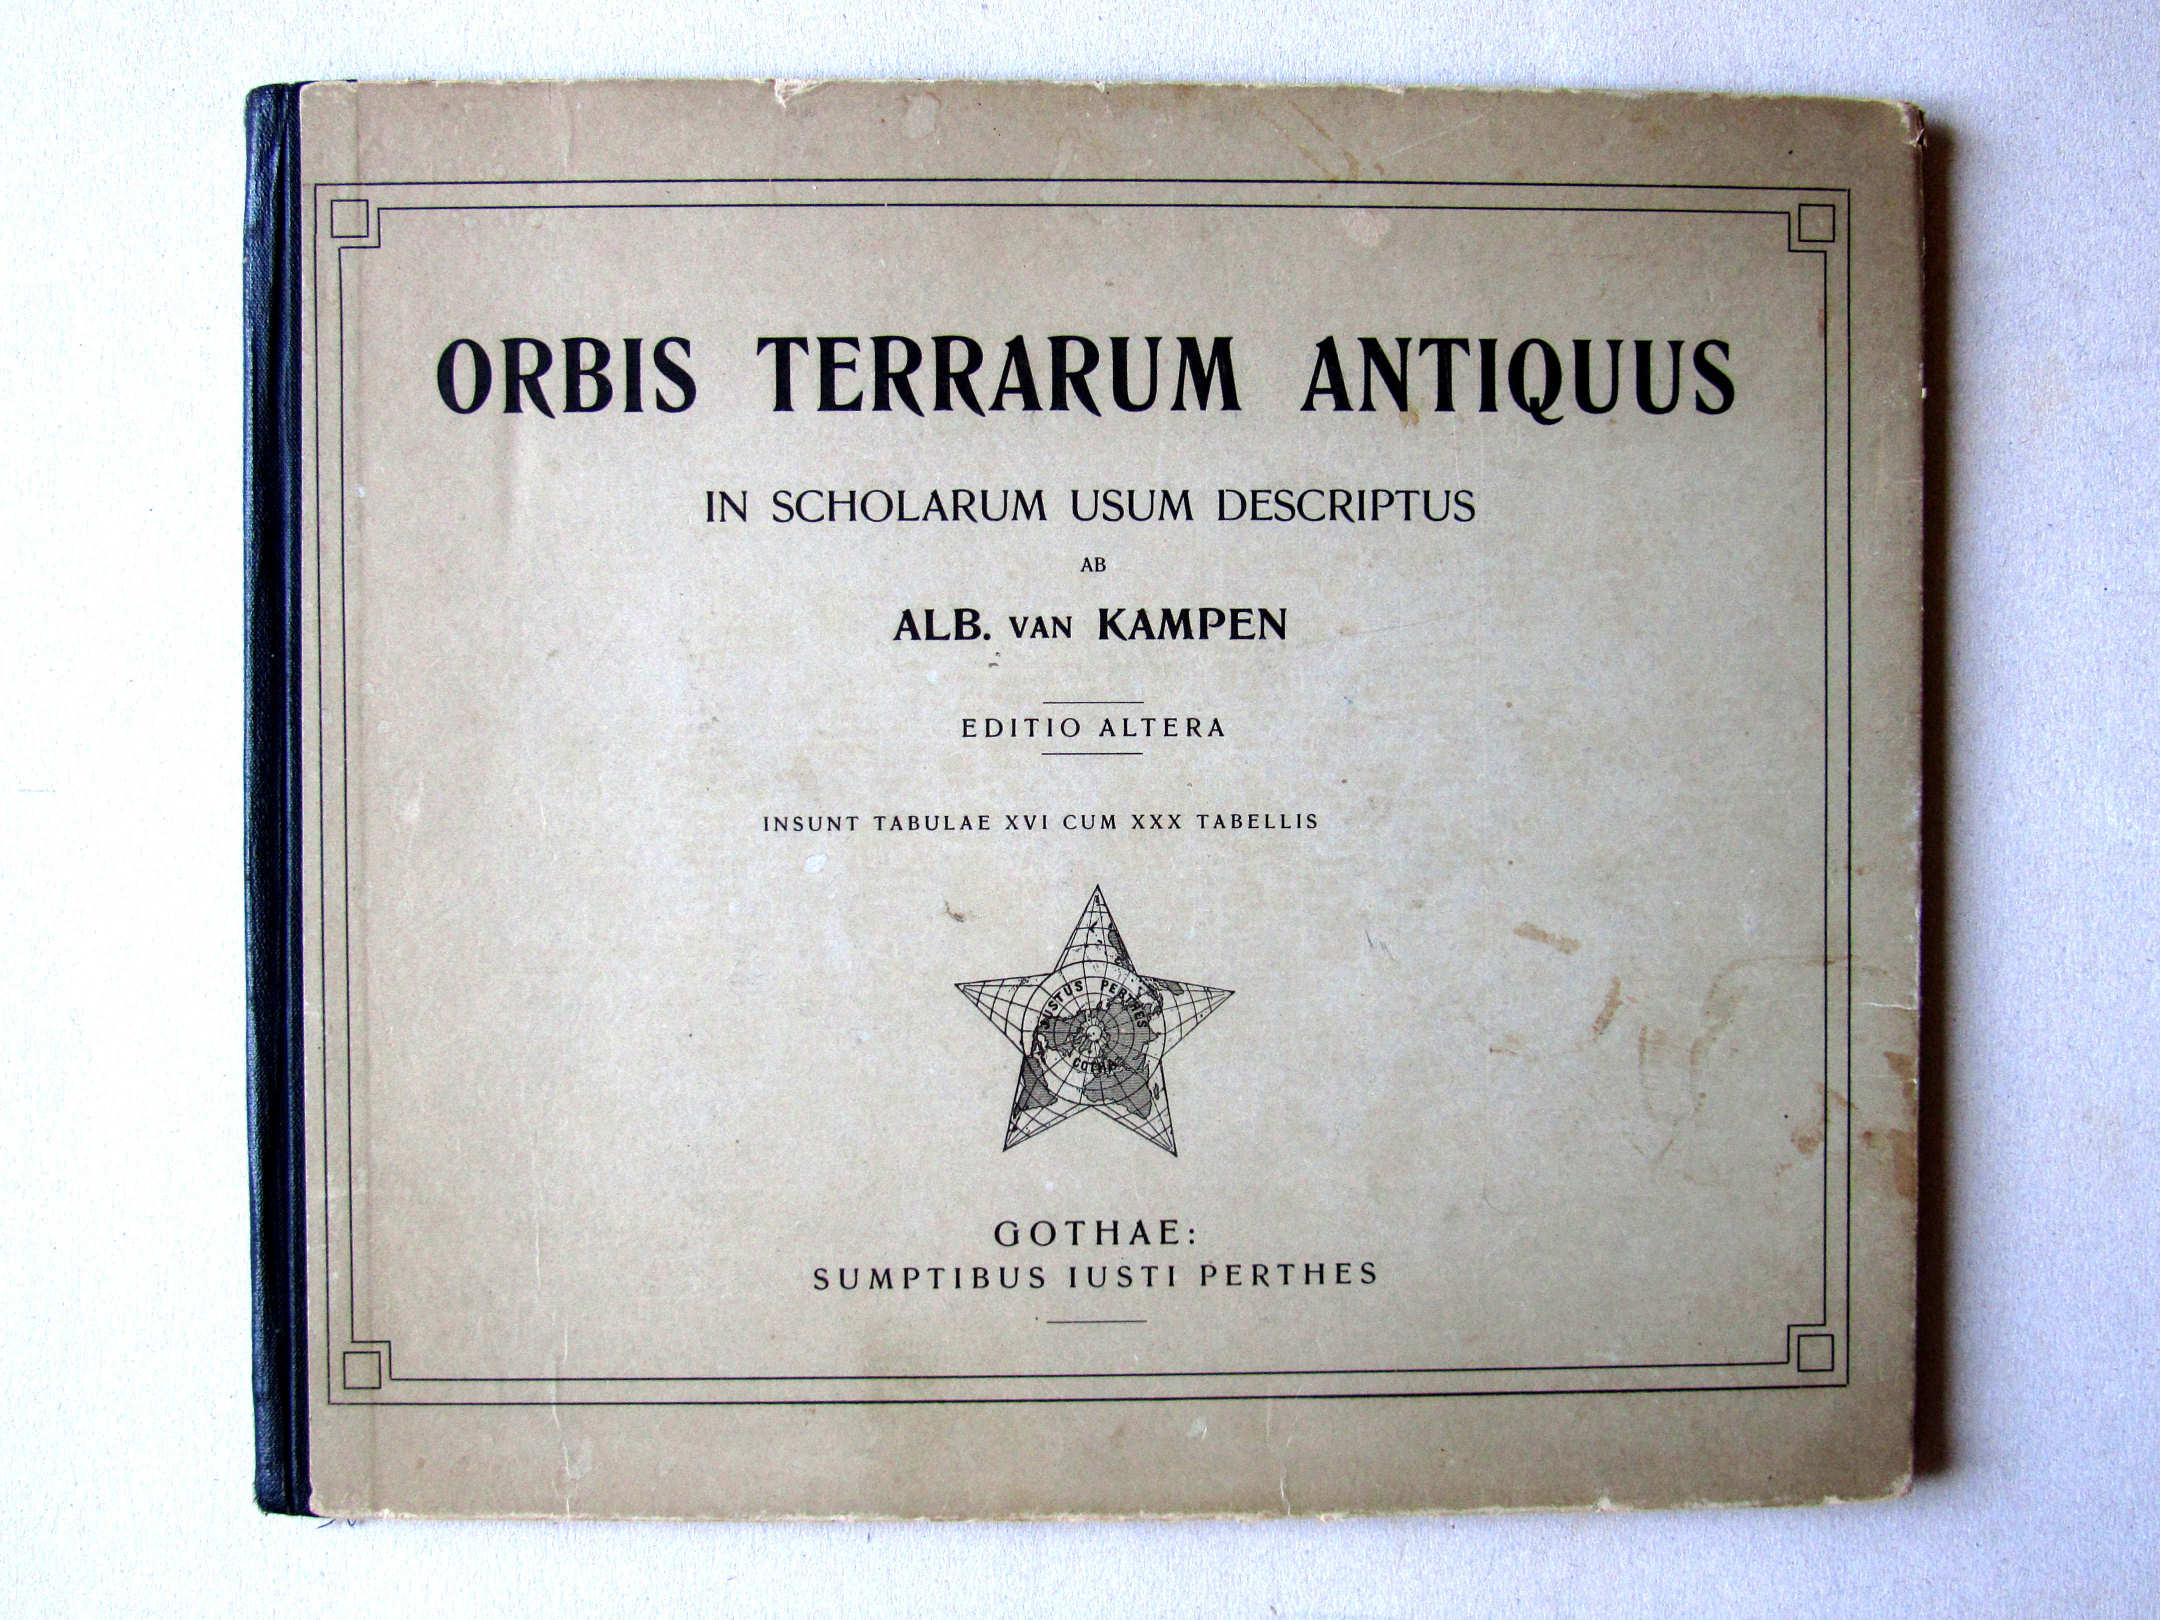 ORBIS TERRARUM ANTIQUUS
IN SCHOLARUM USUM DESCRIPTUS
AB
ALB. VAN KAMPEN
EDITIO ALTERA
INSUNT TABULAE XVI CUM XXX TABELLIS
JUSTUS PERTHES
GOTHA
GOTHAE:
SUMPTIBUS IUSTI PERTHES